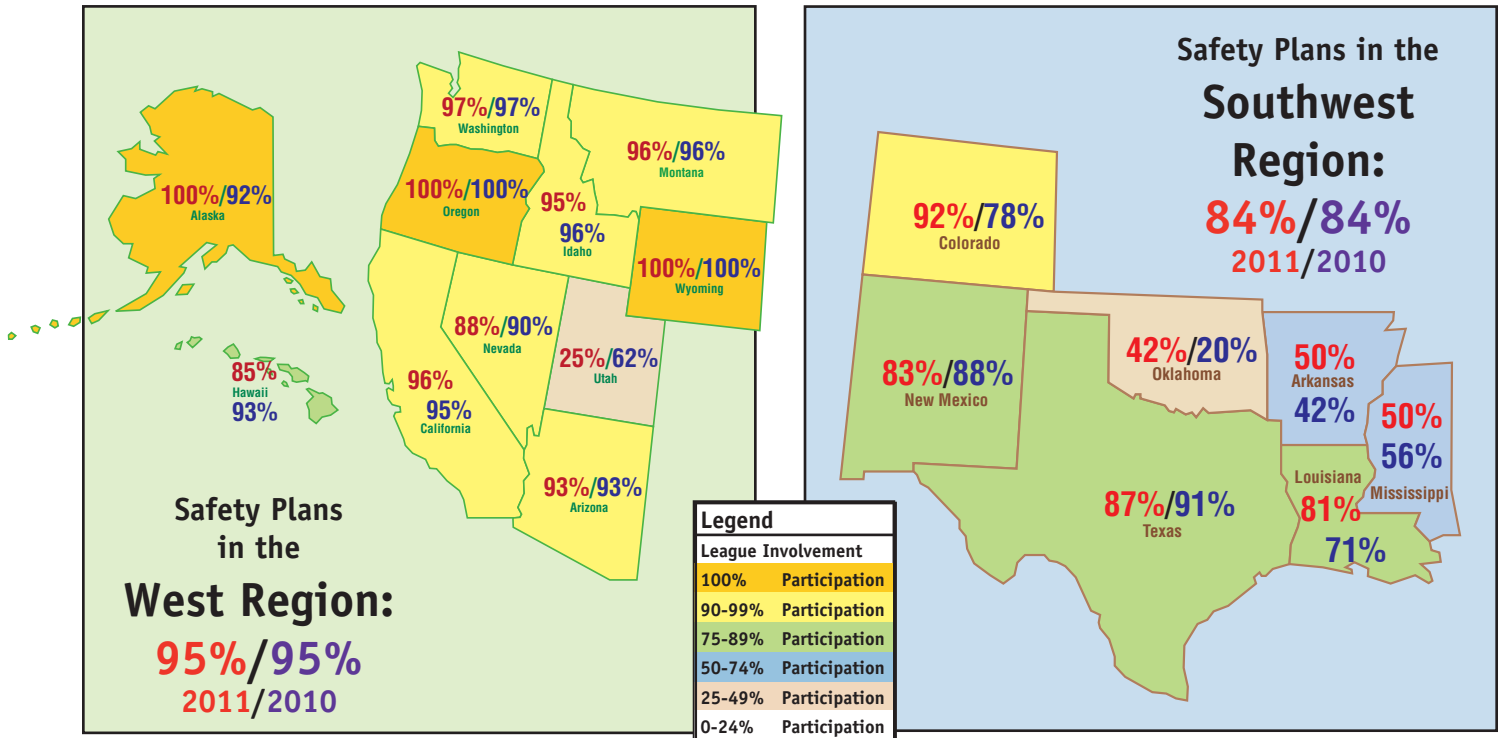 97%/97%
Washington
96%/96%
Montana
100%/92%
Alaska
100%/100%
Oregon
95%
96%
Idaho
100%/100%
Wyoming
88%/90%
Nevada
25%/62%
Utah
85%
Hawaii
93%
96%
95%
California
93%/93%
Arizona
Safety Plans
in the
West Region:
95%/95%
2011/2010
Legend
League Involvement
100% Participation
90-99% Participation
75-89% Participation
50-74% Participation
25-49% Participation
0-24% Participation
Safety Plans in the
Southwest
Region:
84%/84%
2011/2010
92%/78%
Colorado
83%/88%
New Mexico
42%/20%
Oklahoma
50%
Arkansas
42%
50%
56%
Mississippi
87%/91%
Texas
Louisiana
81%
71%